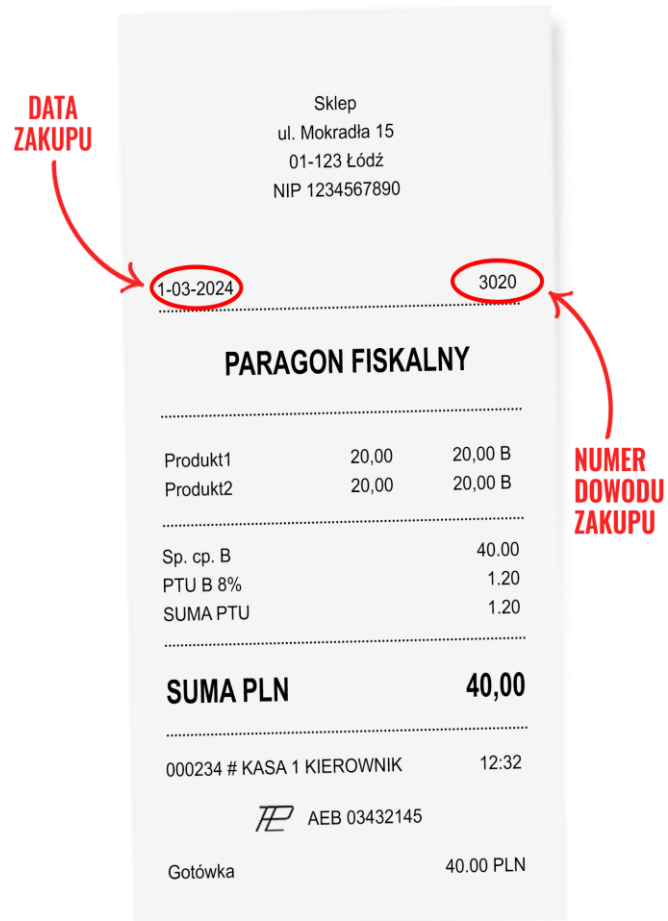 DATA
ZAKUPU
Sklep
ul. Mokradła 15
01-123 Łódź
NIP 1234567890
1-03-2024 3020
PARAGON FISKALNY
Produkt1 20,00 20,00 B
Produkt2 20,00 20,00 B
NUMER
DOWODU
ZAKUPU
Sp. cp. B 40.00
PTU B 8% 1.20
SUMA PTU 1.20
SUMA PLN 40,00
000234 # KASA 1 KIEROWNIK 12:32
AEB 03432145
Gotówka 40.00 PLN